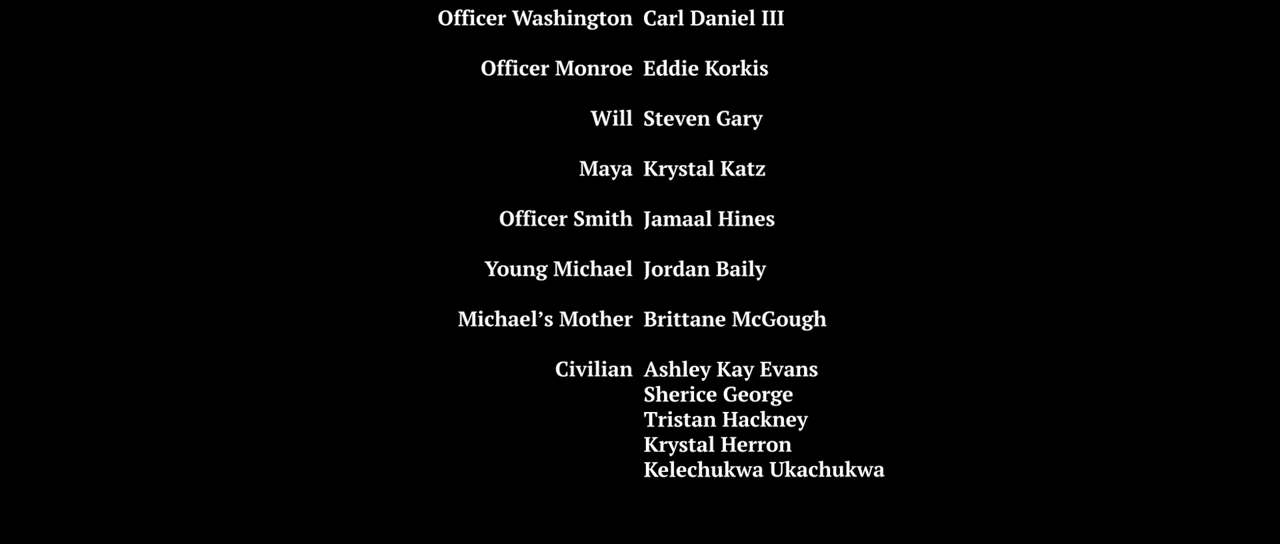 Officer Washington Carl Daniel III
Officer Monroe Eddie Korkis
Will Steven Gary
Maya Krystal Katz
Officer Smith Jamaal Hines
Young Michael Jordan Baily
Michael’s Mother Brittane McGough
Civilian Ashley Kay Evans
Sherice George
Tristan Hackney
Krystal Herron
Kelechukwa Ukachukwa